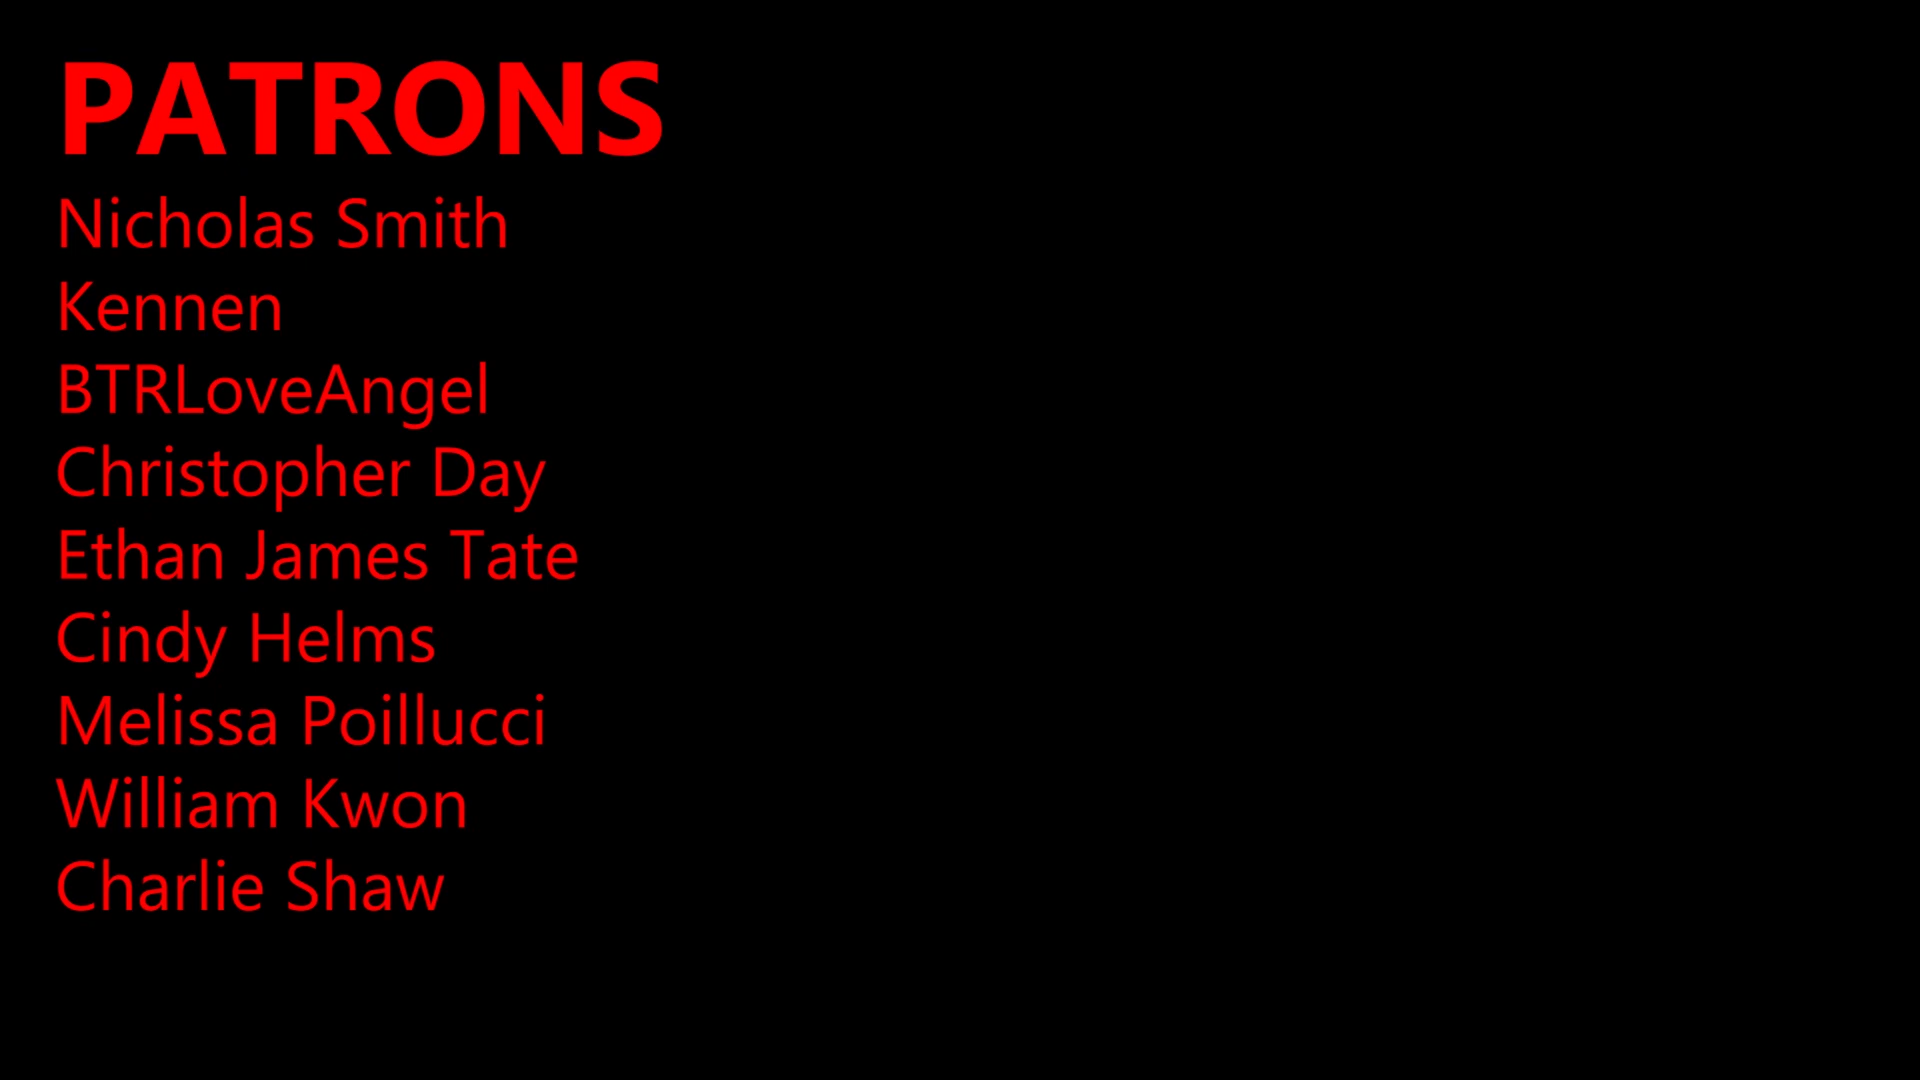 PATRONS
Nicholas Smith
Kennen
BTRLoveAngel
Christopher Day
Ethan James Tate
Cindy Helms
Melissa Poillucci
William Kwon
Charlie Shaw